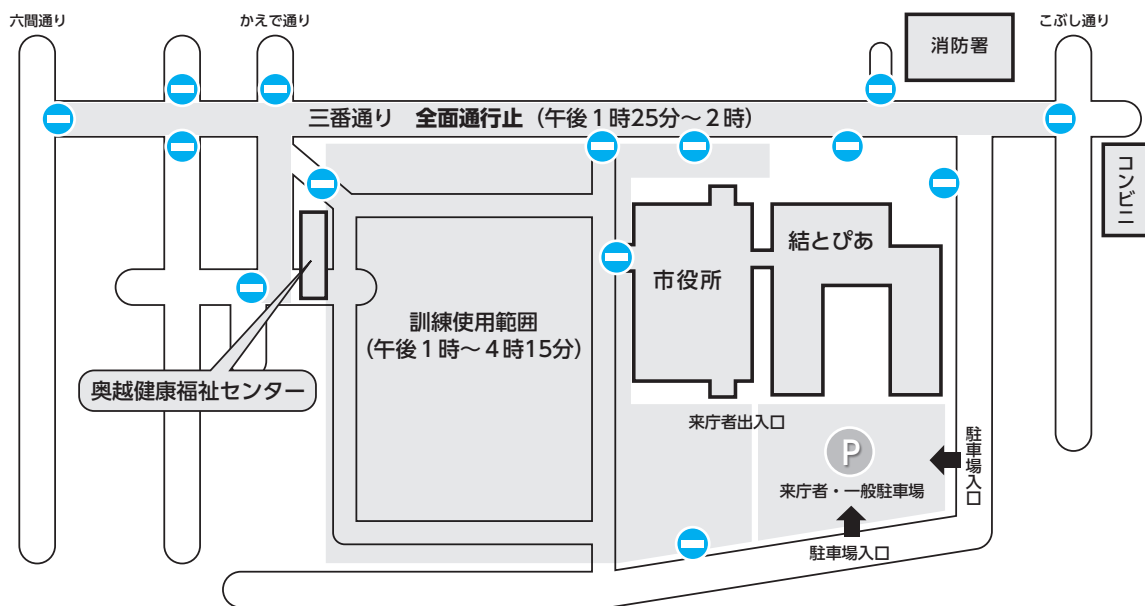 六間通り
かえで通り
こぶし通り
消防署
三番通り 全面通行止（午後１時25分～２時）
コンビニ
結とぴあ
市役所
訓練使用範囲
（午後１時～４時15分）
奥越健康福祉センター
来庁者出入口
P
来庁者・一般駐車場
駐車場入口
駐車場入口